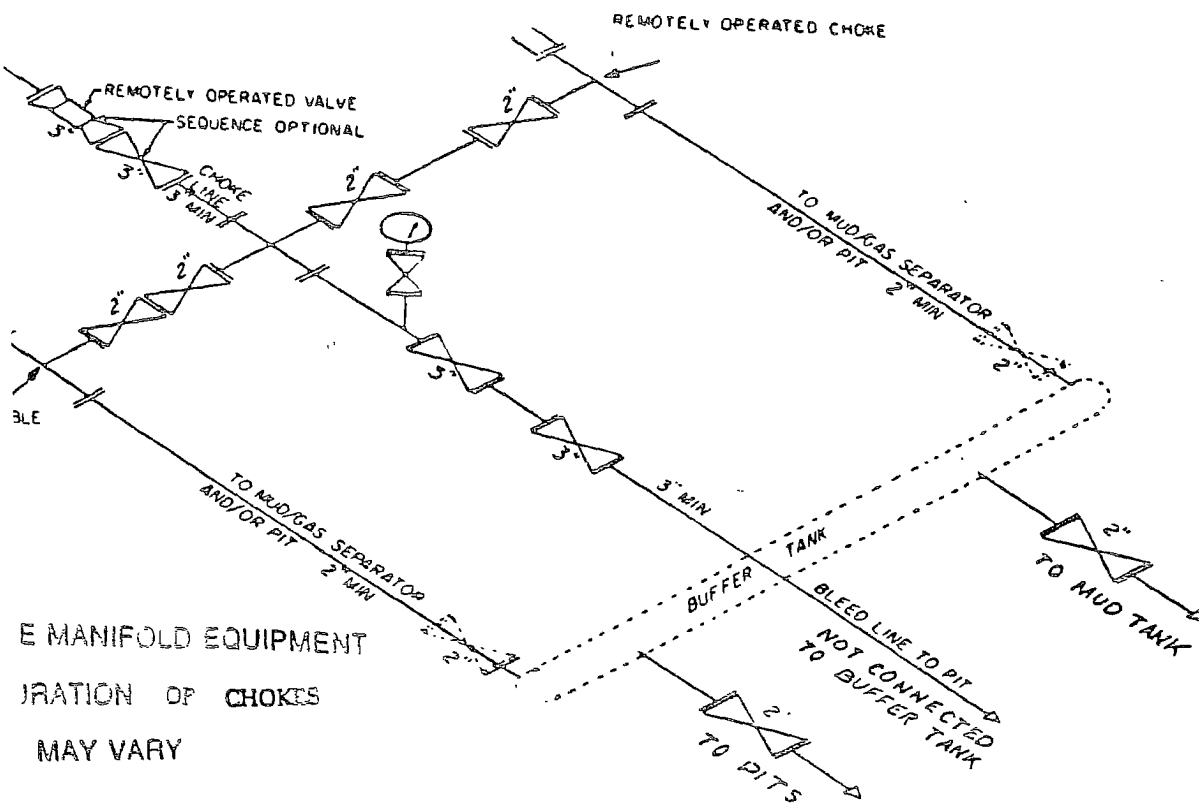 REMOTELY OPERATED CHOKE
REMOTELY OPERATED VALVE
SEQUENCE OPTIONAL
3"
3"
CHOKE
LINE
3 MIN
2"
2"
2"
2"
TO MUD/GAS SEPARATOR
AND/OR PIT
2" MIN
2"
3"
3"
3" MIN
BLE
TO MUD/GAS SEPARATOR
AND/OR PIT
2" MIN
2"
BUFFER TANK
BLEED LINE TO PIT
NOT CONNECTED
TO BUFFER TANK
2"
TO MUD TANK
2"
TO PITS
E MANIFOLD EQUIPMENT
URATION OF CHOKES
MAY VARY